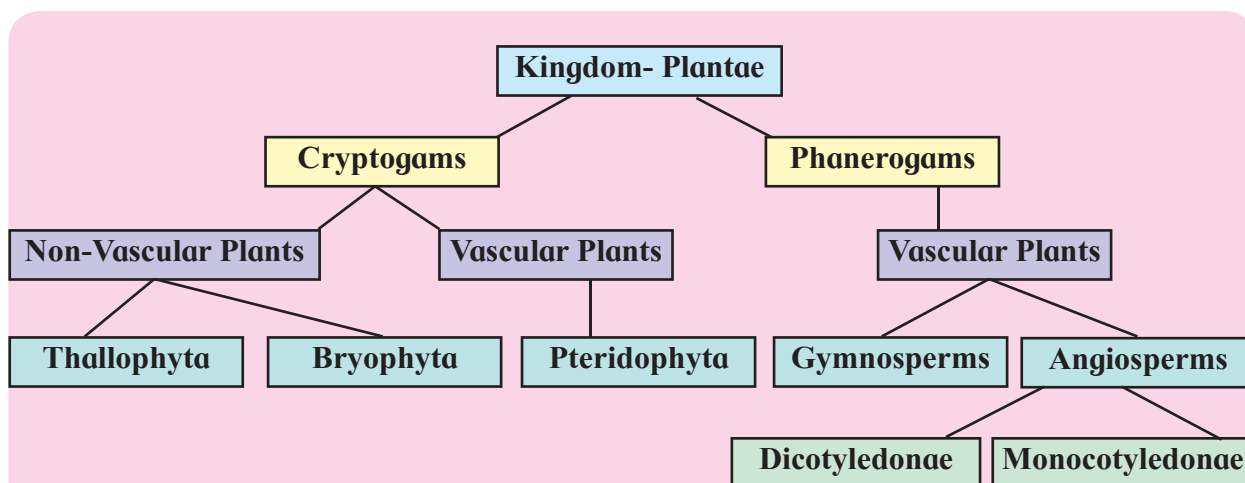 Kingdom- Plantae
Cryptogams
Phanerogams
Non-Vascular Plants
Vascular Plants
Vascular Plants
Thallophyta
Bryophyta
Pteridophyta
Gymnosperms
Angiosperms
Dicotyledonae
Monocotyledonae